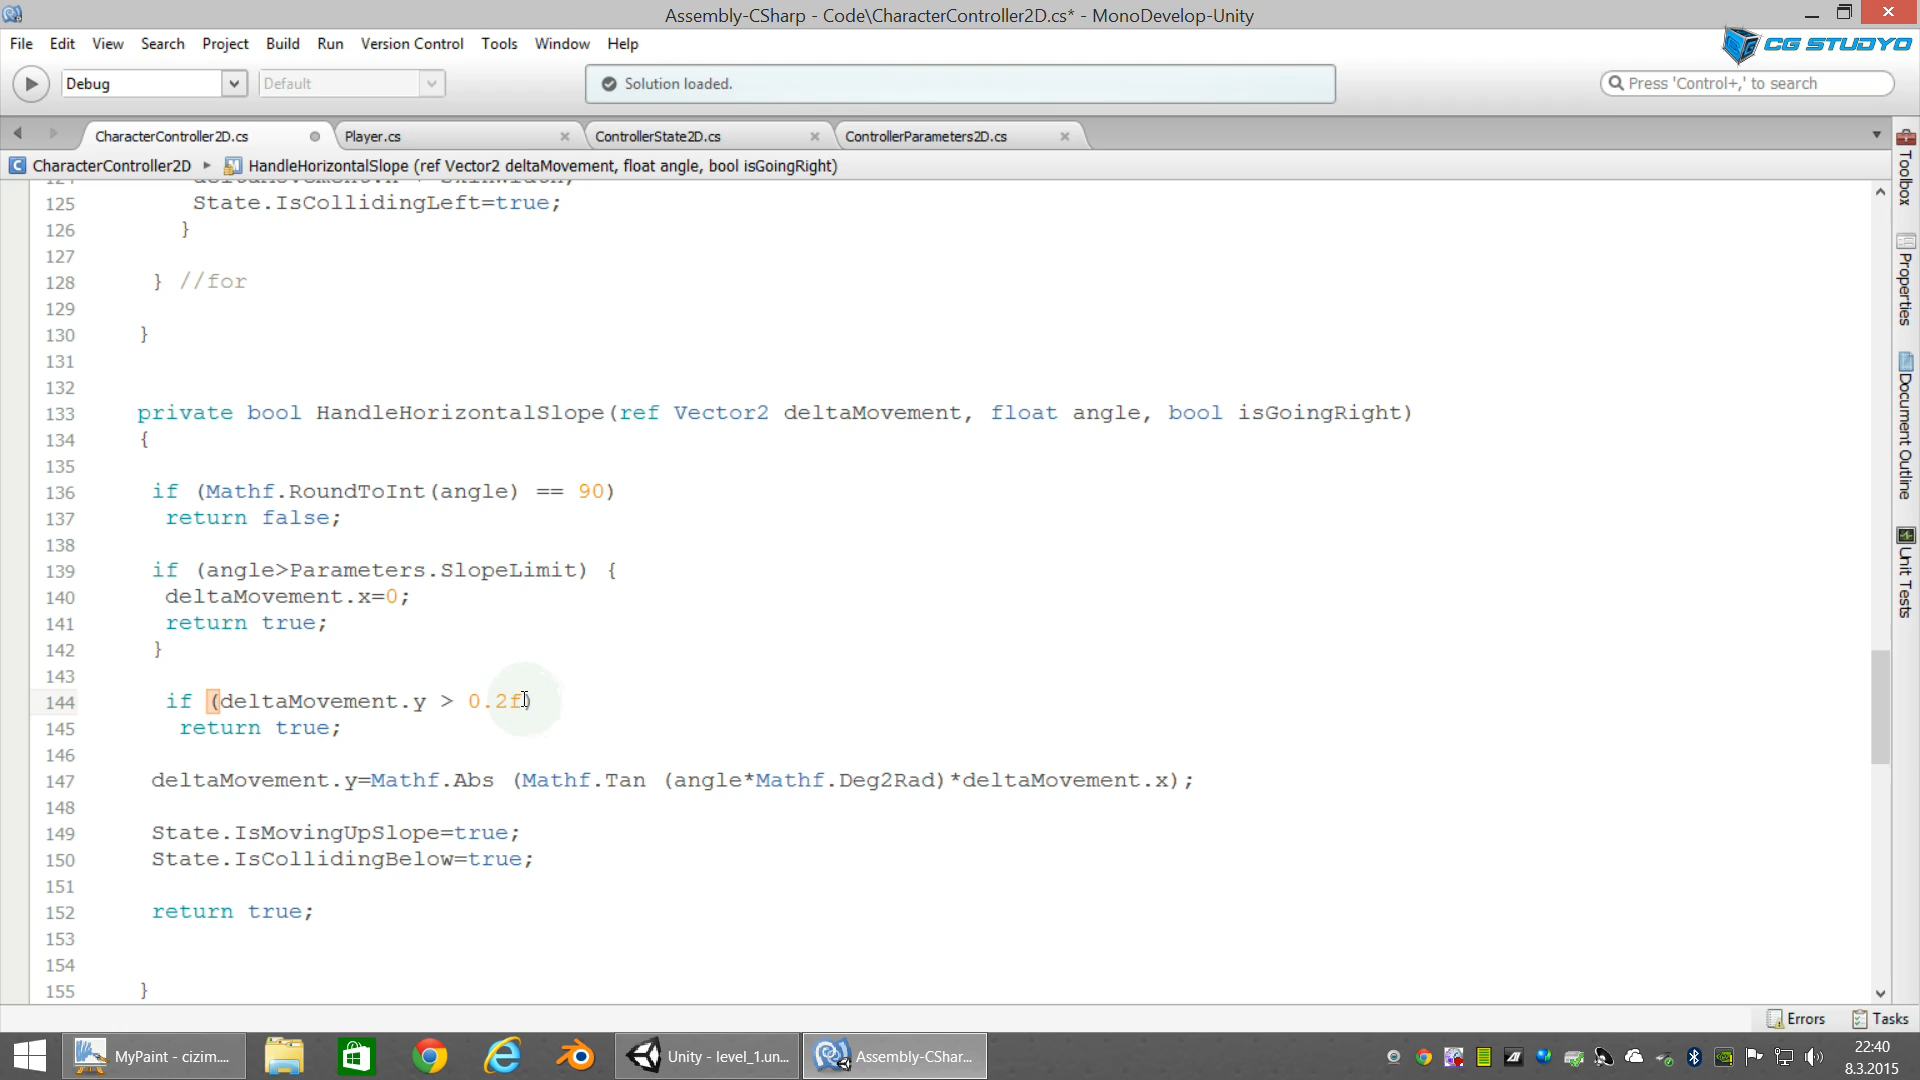 Assembly-CSharp - Code\CharacterController2D.cs* - MonoDevelop-Unity
File Edit View Search Project Build Run Version Control Tools Window Help
CG STUDYO
Debug Default Solution loaded. Press 'Control+,' to search
CharacterController2D.cs Player.cs ControllerState2D.cs ControllerParameters2D.cs
CharacterController2D HandleHorizontalSlope (ref Vector2 deltaMovement, float angle, bool isGoingRight)
125 State.IsCollidingLeft=true;
126 }
127
128 } //for
129
130 }
131
132
133 private bool HandleHorizontalSlope(ref Vector2 deltaMovement, float angle, bool isGoingRight)
134 {
135
136 if (Mathf.RoundToInt(angle) == 90)
137 return false;
138
139 if (angle>Parameters.SlopeLimit) {
140 deltaMovement.x=0;
141 return true;
142 }
143
144 if (deltaMovement.y > 0.2f)
145 return true;
146
147 deltaMovement.y=Mathf.Abs (Mathf.Tan (angle*Mathf.Deg2Rad)*deltaMovement.x);
148
149 State.IsMovingUpSlope=true;
150 State.IsCollidingBelow=true;
151
152 return true;
153
154
155 }
Toolbox
Properties
Document Outline
Unit Tests
Errors Tasks
MyPaint - cizim.... Unity - level_1.un... Assembly-CShar...
22:40
8.3.2015